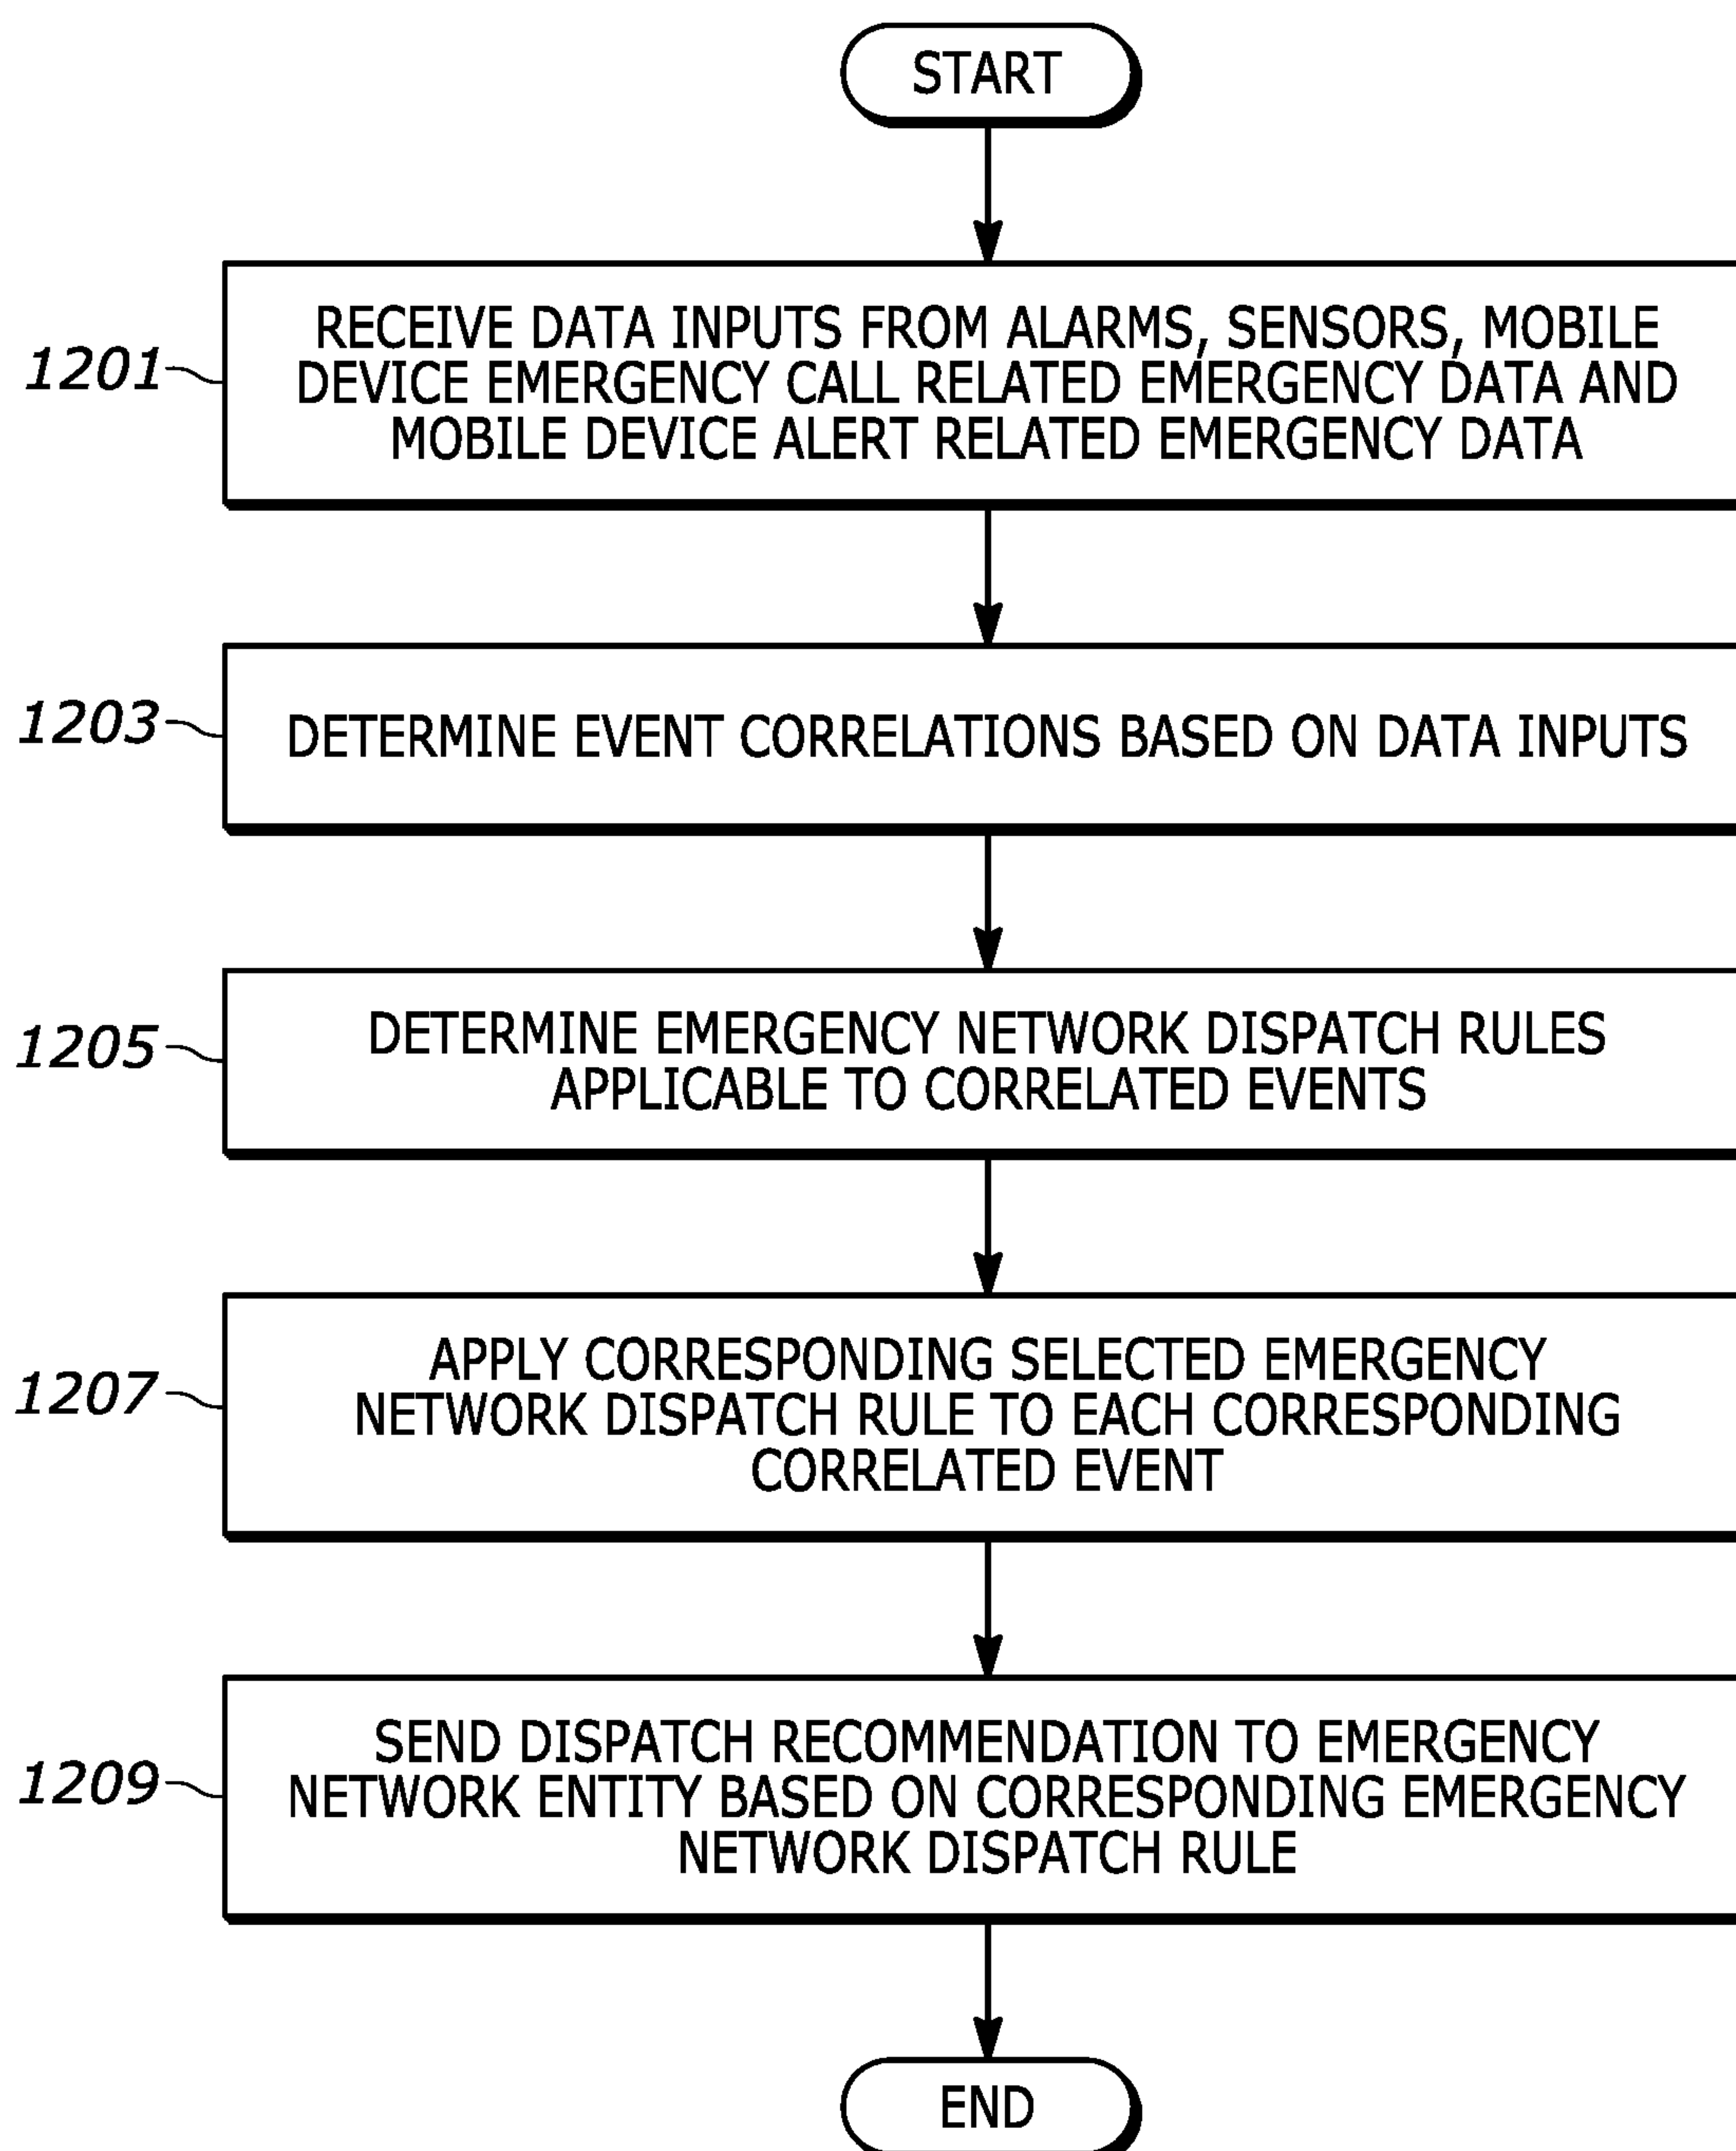 START
1201
RECEIVE DATA INPUTS FROM ALARMS, SENSORS, MOBILE
DEVICE EMERGENCY CALL RELATED EMERGENCY DATA AND
MOBILE DEVICE ALERT RELATED EMERGENCY DATA
1203
DETERMINE EVENT CORRELATIONS BASED ON DATA INPUTS
1205
DETERMINE EMERGENCY NETWORK DISPATCH RULES
APPLICABLE TO CORRELATED EVENTS
1207
APPLY CORRESPONDING SELECTED EMERGENCY
NETWORK DISPATCH RULE TO EACH CORRESPONDING
CORRELATED EVENT
1209
SEND DISPATCH RECOMMENDATION TO EMERGENCY
NETWORK ENTITY BASED ON CORRESPONDING EMERGENCY
NETWORK DISPATCH RULE
END